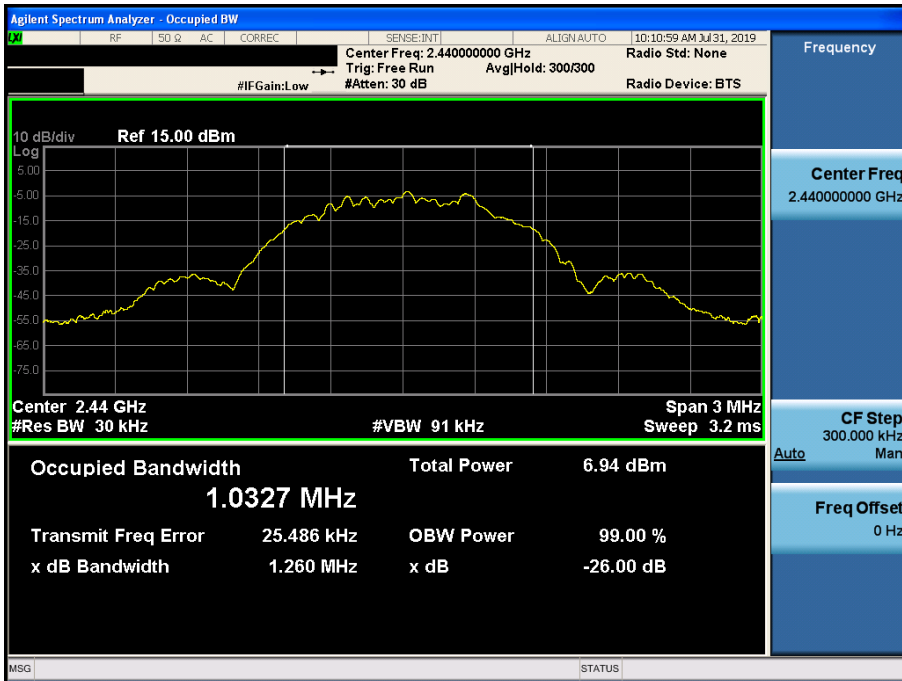 Agilent Spectrum Analyzer - Occupied BW
LXI RF 50 Ω AC CORREC SENSE:INT ALIGN AUTO 10:10:59 AM Jul 31, 2019
Center Freq: 2.440000000 GHz Radio Std: None
Trig: Free Run Avg|Hold: 300/300
#IFGain:Low #Atten: 30 dB Radio Device: BTS
10 dB/div Ref 15.00 dBm
Log
5.00
-5.00
-15.0
-25.0
-35.0
-45.0
-55.0
-65.0
-75.0
Center 2.44 GHz Span 3 MHz
#Res BW 30 kHz #VBW 91 kHz Sweep 3.2 ms
Occupied Bandwidth Total Power 6.94 dBm
1.0327 MHz
Transmit Freq Error 25.486 kHz OBW Power 99.00 %
x dB Bandwidth 1.260 MHz x dB -26.00 dB
MSG STATUS
Frequency
Center Freq
2.440000000 GHz
CF Step
300.000 kHz
Auto Man
Freq Offset
0 Hz